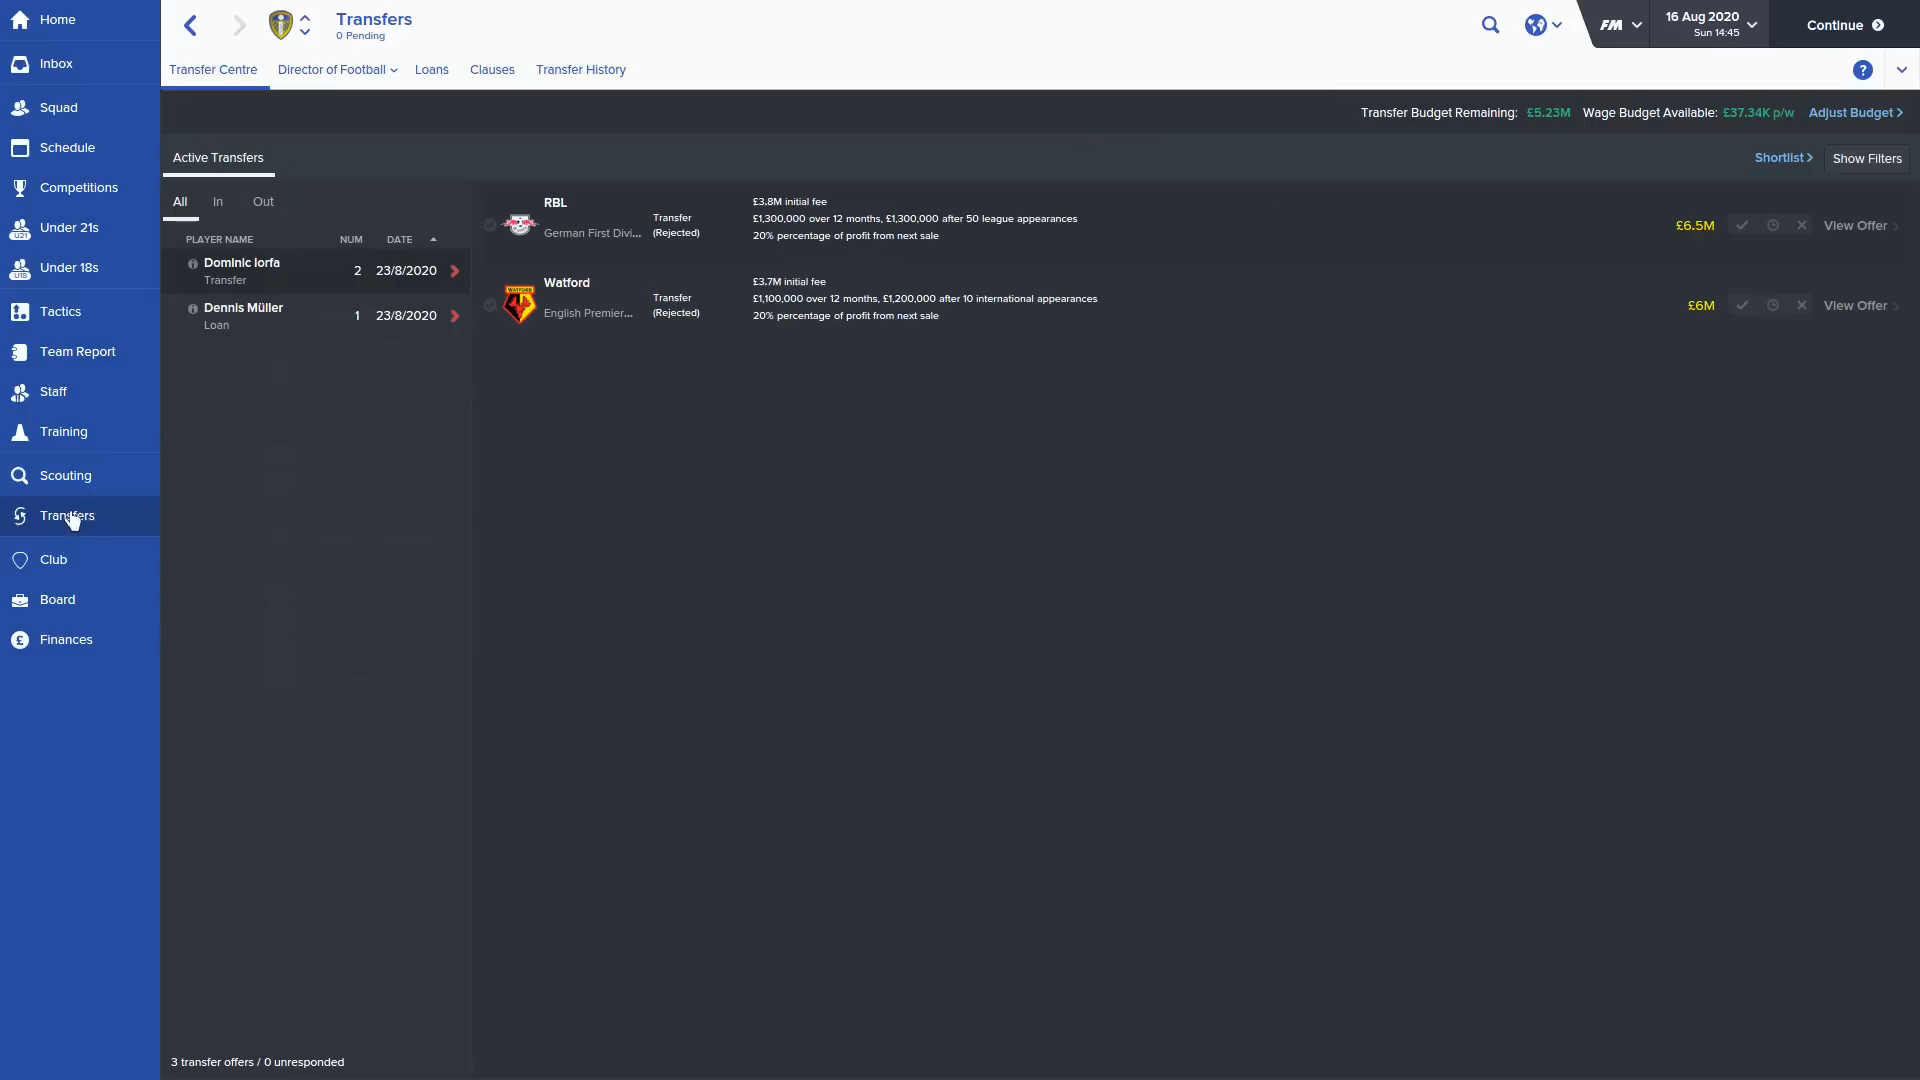 Home
Inbox
Squad
Schedule
Competitions
Under 21s
Under 18s
Tactics
Team Report
Staff
Training
Scouting
Transfers
Club
Board
Finances
Transfers
0 Pending
FM
16 Aug 2020
Sun 14:45
Continue
Transfer Centre
Director of Football
Loans
Clauses
Transfer History
?
Transfer Budget Remaining: £5.23M Wage Budget Available: £37.34K p/w Adjust Budget
Active Transfers
Shortlist
Show Filters
All In Out
PLAYER NAME NUM DATE
Dominic Iorfa 2 23/8/2020
Transfer
Dennis Müller 1 23/8/2020
Loan
RBL
German First Divi...
Transfer
(Rejected)
£3.8M initial fee
£1,300,000 over 12 months, £1,300,000 after 50 league appearances
20% percentage of profit from next sale
£6.5M
View Offer
WATFORD
Watford
English Premier...
Transfer
(Rejected)
£3.7M initial fee
£1,100,000 over 12 months, £1,200,000 after 10 international appearances
20% percentage of profit from next sale
£6M
View Offer
3 transfer offers / 0 unresponded